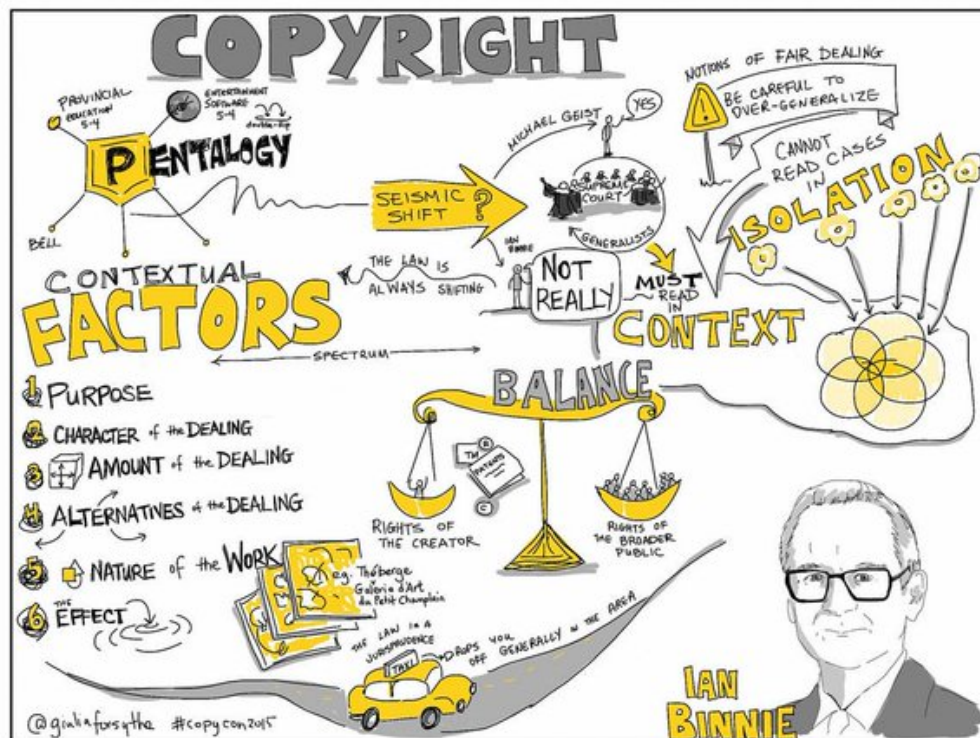 COPYRIGHT
PROVINCIAL
EDUCATION
5-4
ENTERTAINMENT
SOFTWARE
5-4
double-dip
PENTALOGY
BELL
SEISMIC
SHIFT ?
MICHAEL GEIST
YES
SUPREME
COURT
GENERALISTS
IAN
BINNIE
NOT
REALLY
THE LAW IS
ALWAYS SHIFTING
NOTIONS OF FAIR DEALING
BE CAREFUL TO
OVER-GENERALIZE
CANNOT
READ CASES
IN
ISOLATION
MUST
READ
IN
CONTEXT
CONTEXTUAL
FACTORS
SPECTRUM
1 PURPOSE
2 CHARACTER of the DEALING
3 AMOUNT of the DEALING
4 ALTERNATIVES of the DEALING
5 NATURE of the WORK
6 THE EFFECT
e.g. Théberge
Galerie d'Art
du Petit Champlain
BALANCE
TM
R
PATENTS
C
RIGHTS OF
THE CREATOR
RIGHTS OF
THE BROADER
PUBLIC
THE LAW IN A
JURISPRUDENCE
TAXI
DROPS YOU
OFF GENERALLY IN THE AREA
IAN
BINNIE
@giuliaforsythe #copycon2015